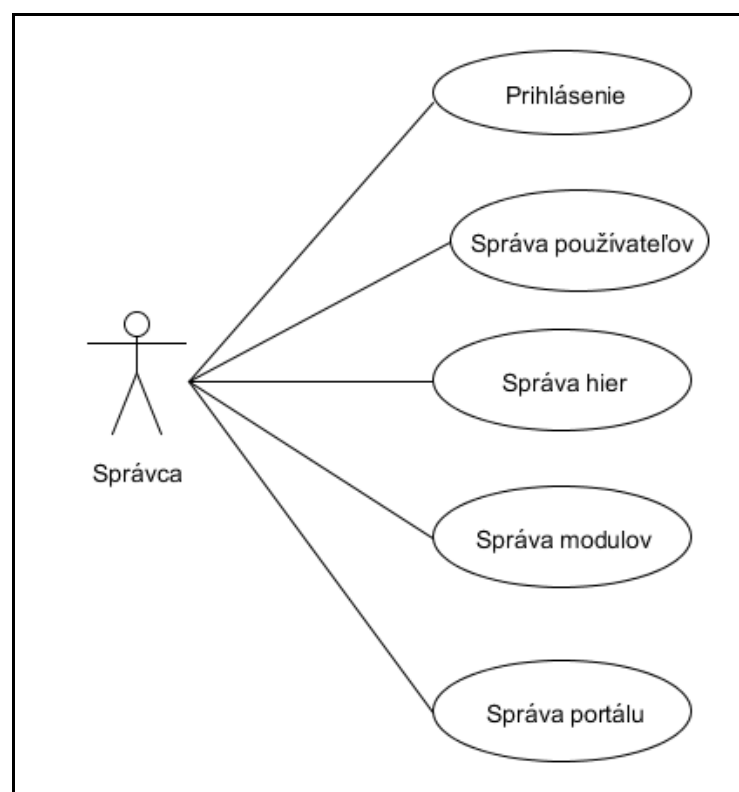 Prihlásenie
Správa používateľov
Správa hier
Správca
Správa modulov
Správa portálu